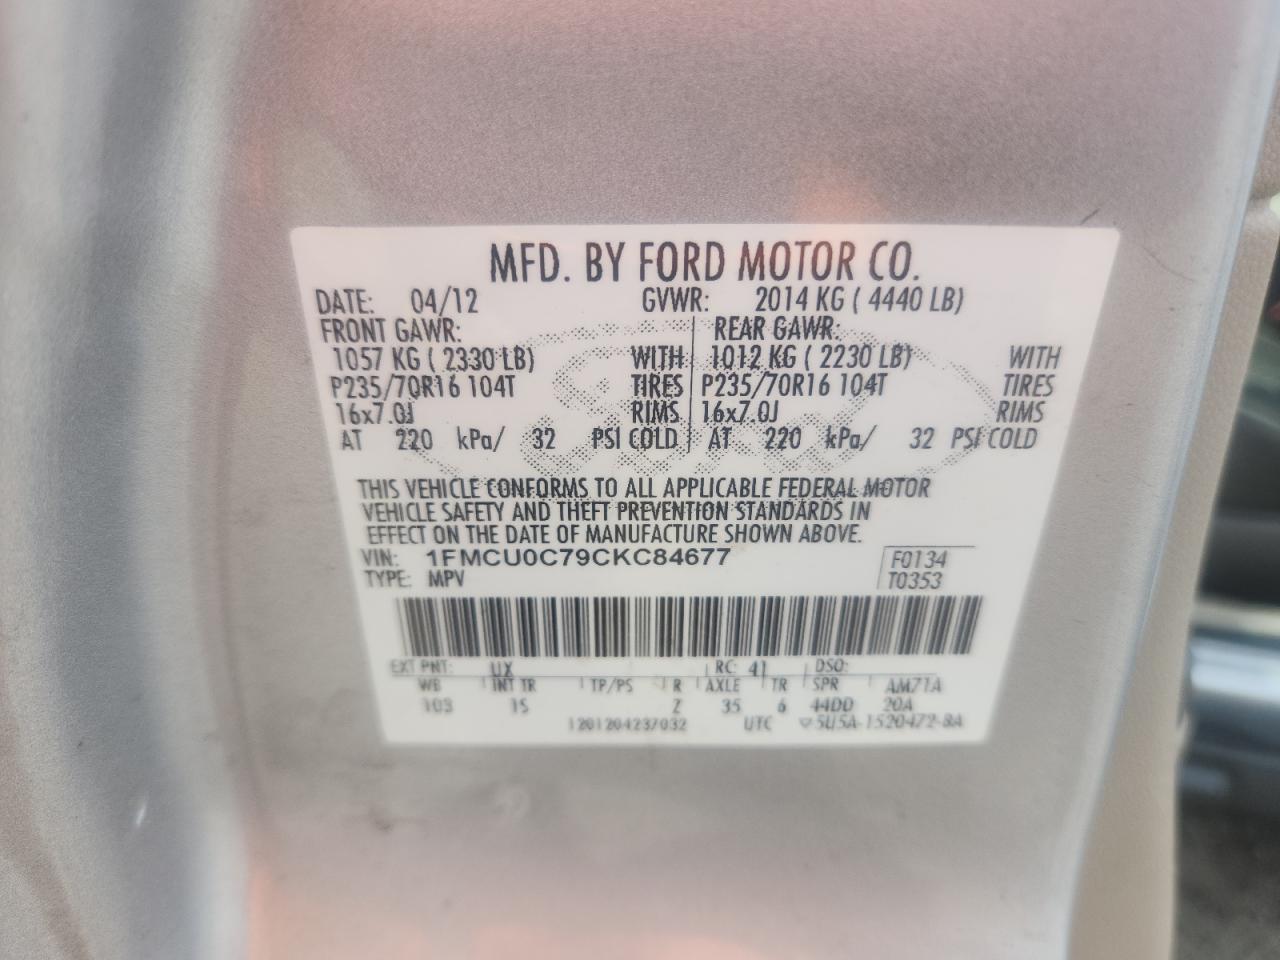 MFD. BY FORD MOTOR CO.
DATE: 04/12 GVWR: 2014 KG ( 4440 LB)
FRONT GAWR: REAR GAWR:
1057 KG ( 2330 LB) WITH 1012 KG ( 2230 LB) WITH
P235/70R16 104T TIRES P235/70R16 104T TIRES
16x7.0J RIMS 16x7.0J RIMS
AT 220 kPa/ 32 PSI COLD AT 220 kPa/ 32 PSI COLD
THIS VEHICLE CONFORMS TO ALL APPLICABLE FEDERAL MOTOR
VEHICLE SAFETY AND THEFT PREVENTION STANDARDS IN
EFFECT ON THE DATE OF MANUFACTURE SHOWN ABOVE.
VIN: 1FMCU0C79CKC84677 F0134
TYPE: MPV T0353
EXT PNT: UX RC: 41 DSO:
WB INT TR TP/PS R AXLE TR SPR AM71A
103 IS Z 35 6 44DD 20A
1201204237032 UTC 5U5A-1520472-BA